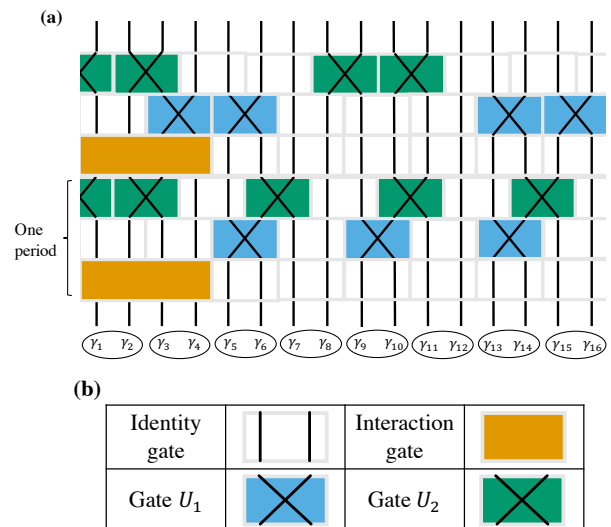 (a)
One
period
γ1 γ2 γ3 γ4 γ5 γ6 γ7 γ8 γ9 γ10 γ11 γ12 γ13 γ14 γ15 γ16
(b)
Identity gate
Interaction gate
Gate U1
Gate U2